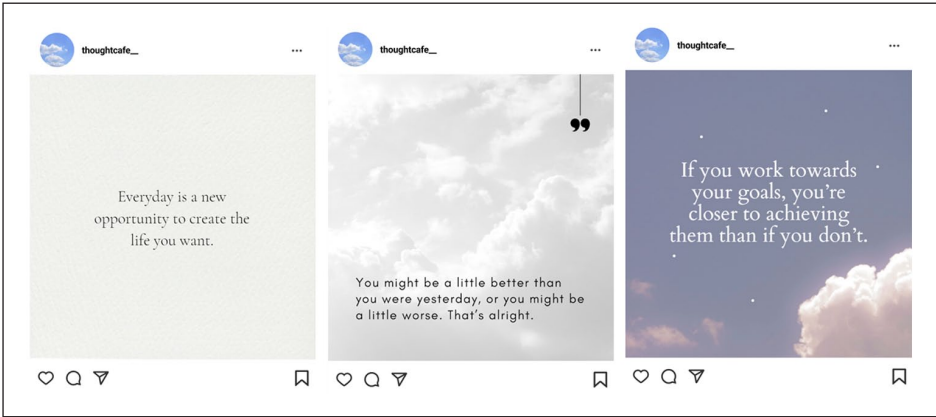 thoughtcafe__
Everyday is a new
opportunity to create the
life you want.
thoughtcafe__
You might be a little better than
you were yesterday, or you might be
a little worse. That's alright.
thoughtcafe__
If you work towards
your goals, you're
closer to achieving
them than if you don't.